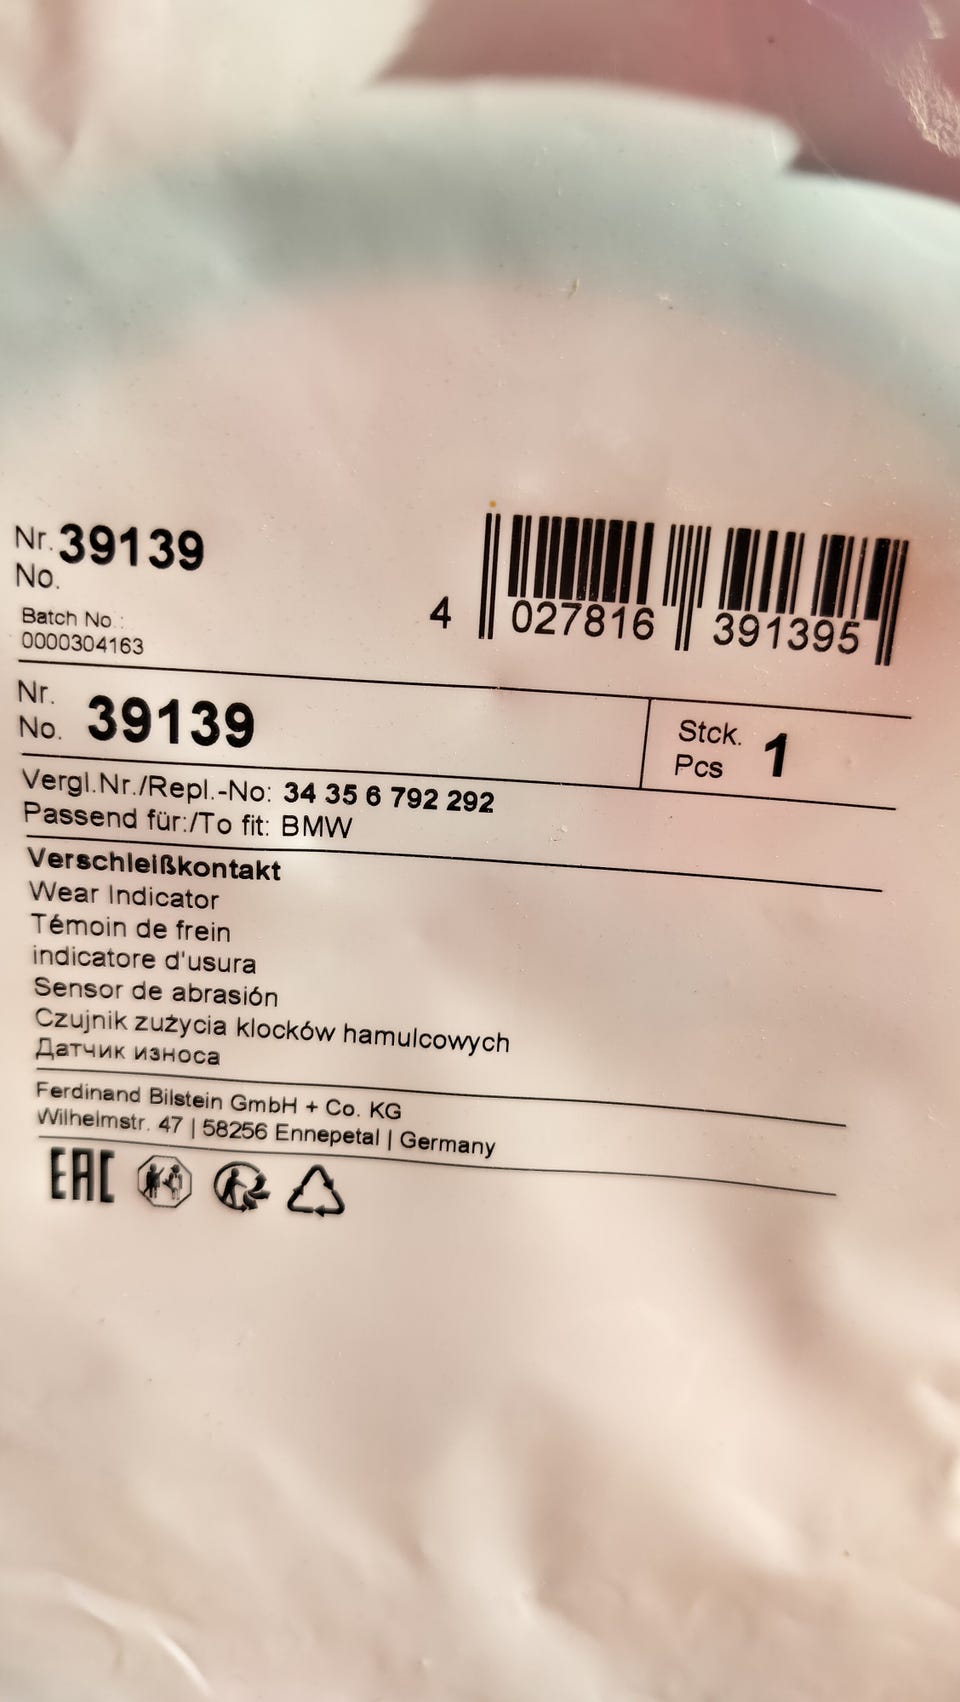 Nr. 39139
No.
Batch No.:
0000304163
4 027816 391395
Nr.
No. 39139
Stck.
Pcs 1
Vergl.Nr./Repl.-No: 34 35 6 792 292
Passend für:/To fit: BMW
Verschleißkontakt
Wear Indicator
Témoin de frein
indicatore d'usura
Sensor de abrasión
Czujnik zużycia klocków hamulcowych
Датчик износа
Ferdinand Bilstein GmbH + Co. KG
Wilhelmstr. 47 | 58256 Ennepetal | Germany
EAC